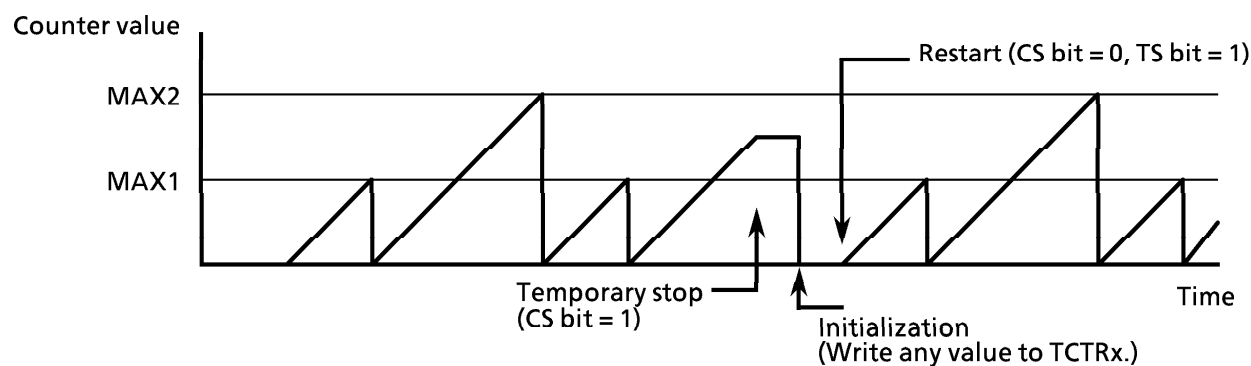 Counter value
Restart (CS bit = 0, TS bit = 1)
MAX2
MAX1
Temporary stop
(CS bit = 1)
Time
Initialization
(Write any value to TCTRx.)